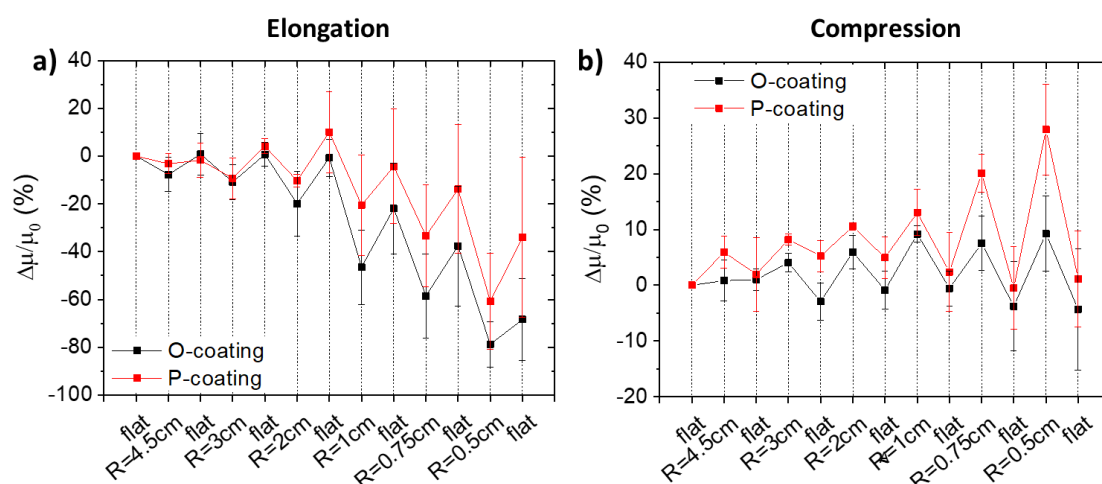 Elongation
Compression
a)
b)
40
20
0
-20
-40
-60
-80
-100
Δμ/μ0 (%)
O-coating
P-coating
flat
R=4.5cm
flat
R=3cm
flat
R=2cm
flat
R=1cm
flat
R=0.75cm
flat
R=0.5cm
flat
40
30
20
10
0
-10
-20
Δμ/μ0 (%)
O-coating
P-coating
flat
R=4.5cm
flat
R=3cm
flat
R=2cm
flat
R=1cm
flat
R=0.75cm
flat
R=0.5cm
flat